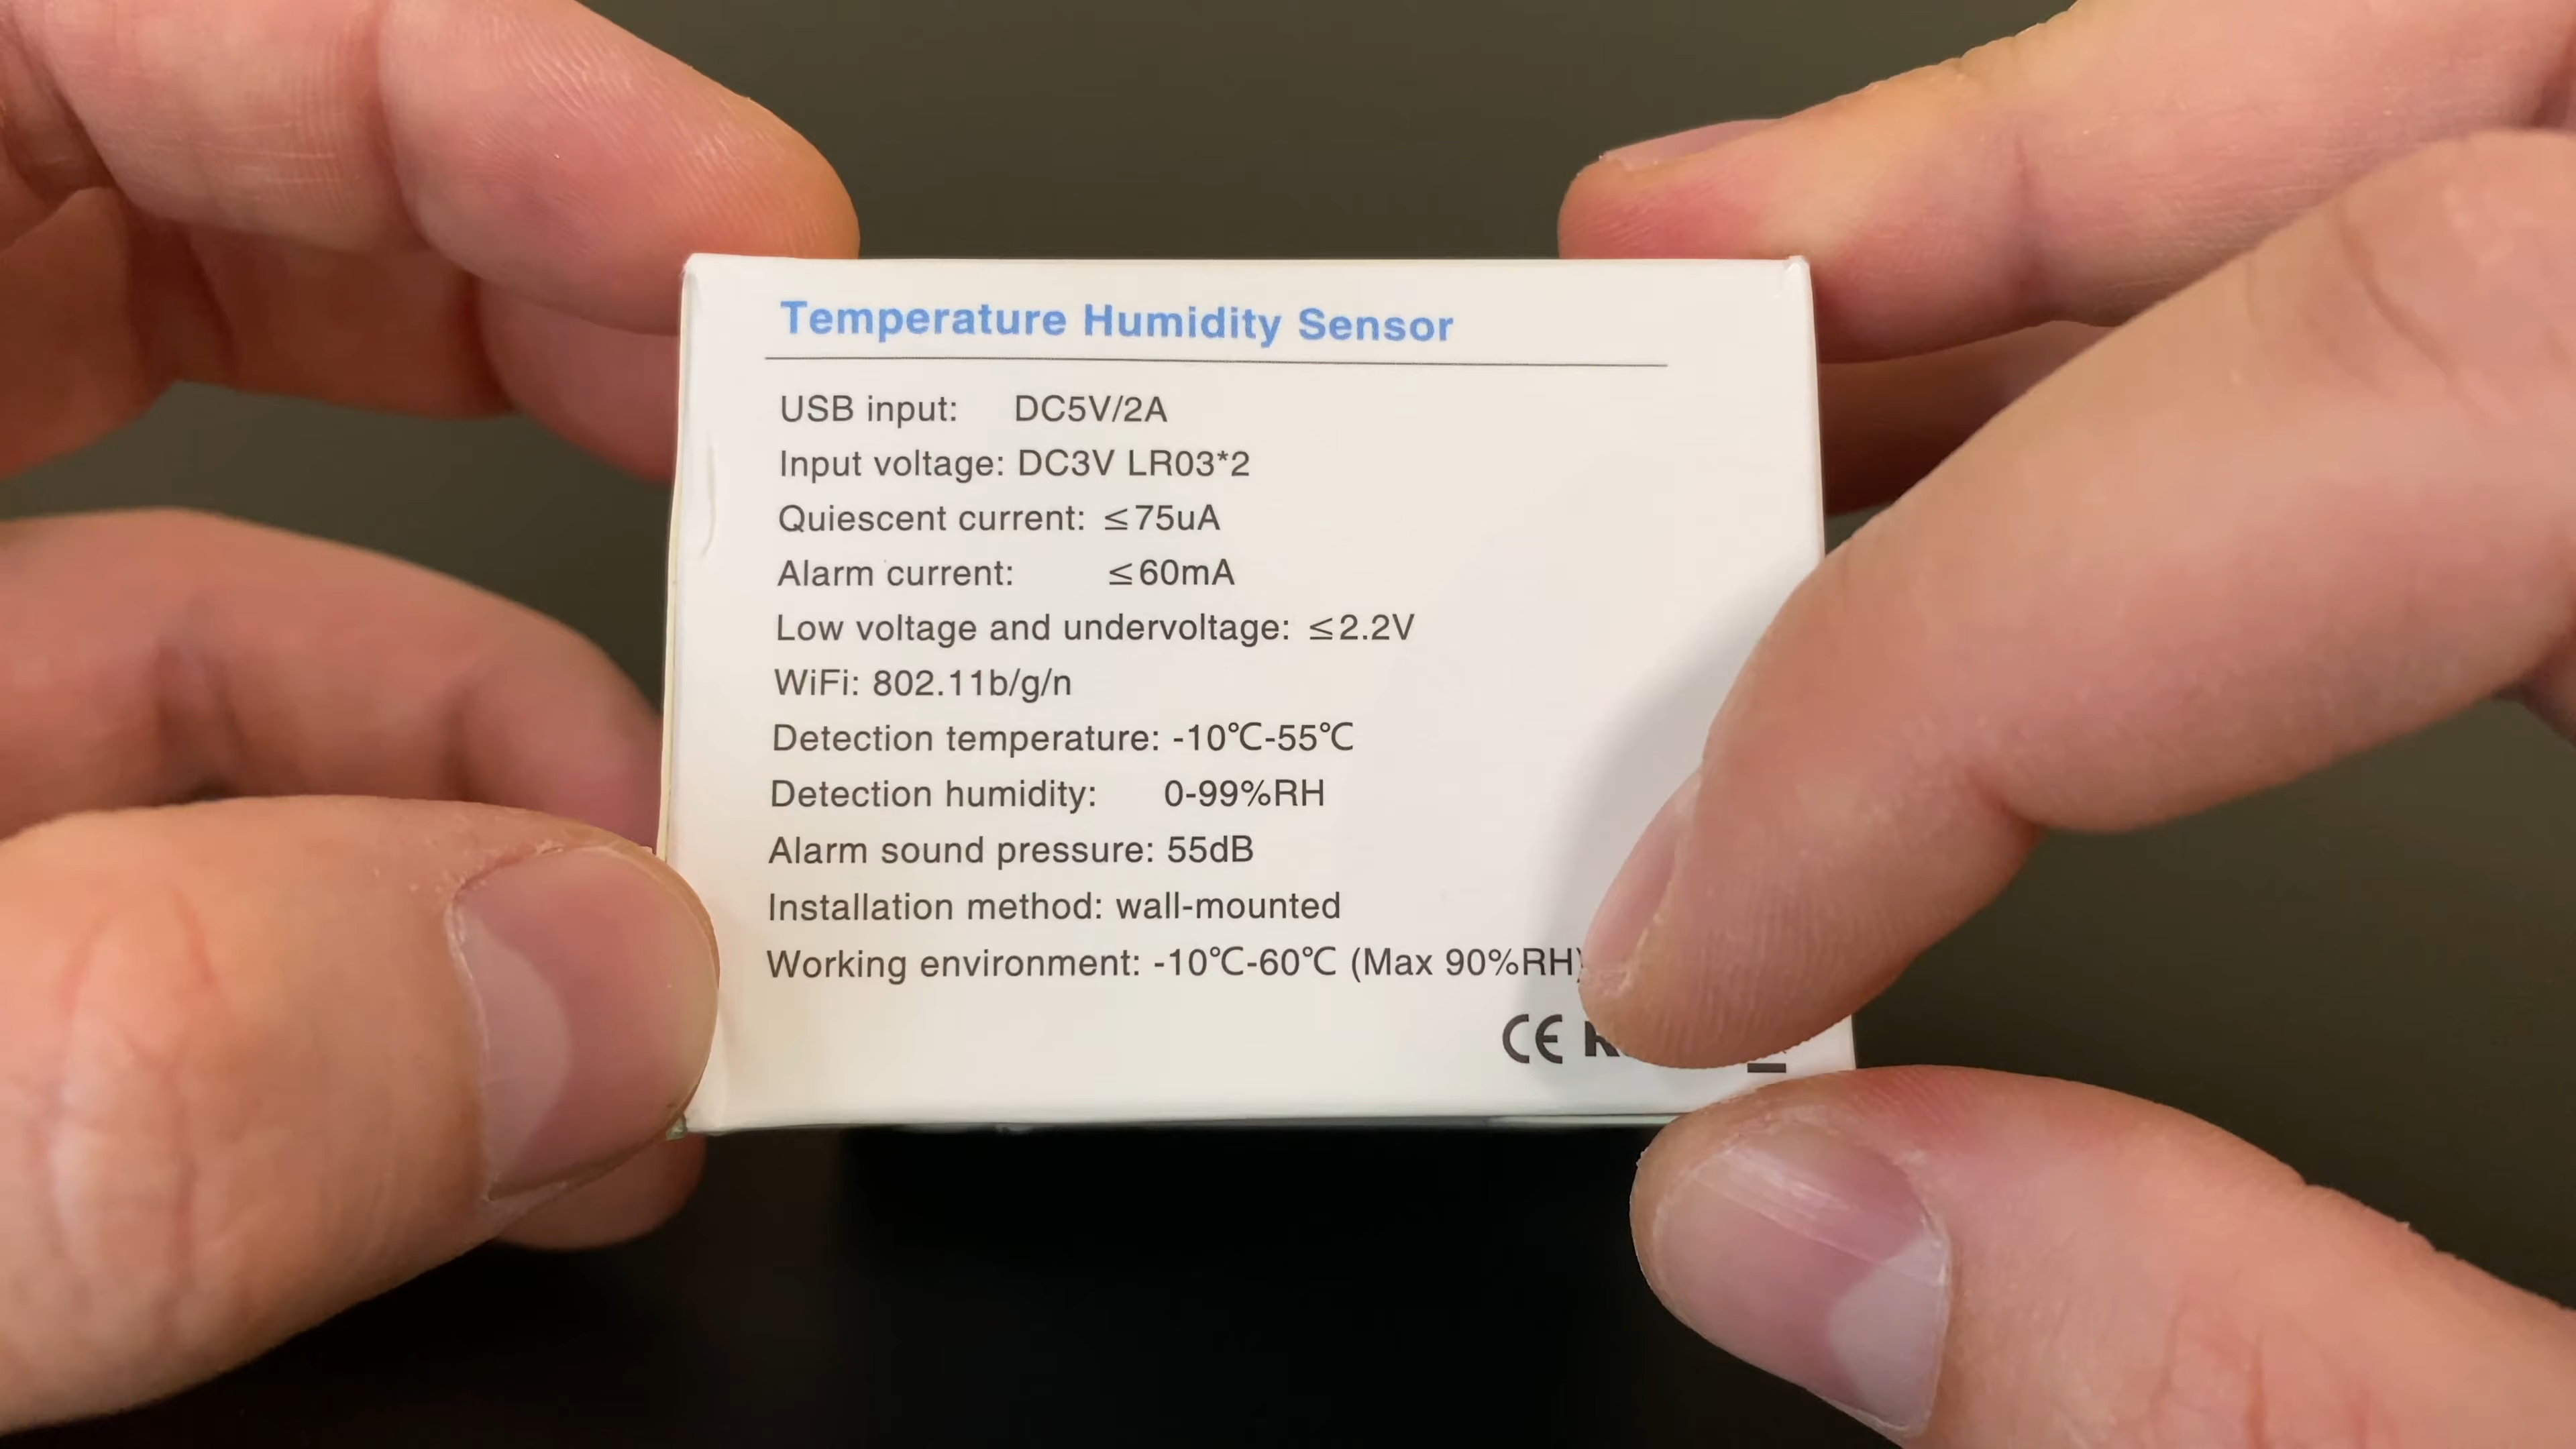 Temperature Humidity Sensor
USB input: DC5V/2A
Input voltage: DC3V LR03*2
Quiescent current: ≤75uA
Alarm current: ≤60mA
Low voltage and undervoltage: ≤2.2V
WiFi: 802.11b/g/n
Detection temperature: -10℃-55℃
Detection humidity: 0-99%RH
Alarm sound pressure: 55dB
Installation method: wall-mounted
Working environment: -10℃-60℃ (Max 90%RH)
CE